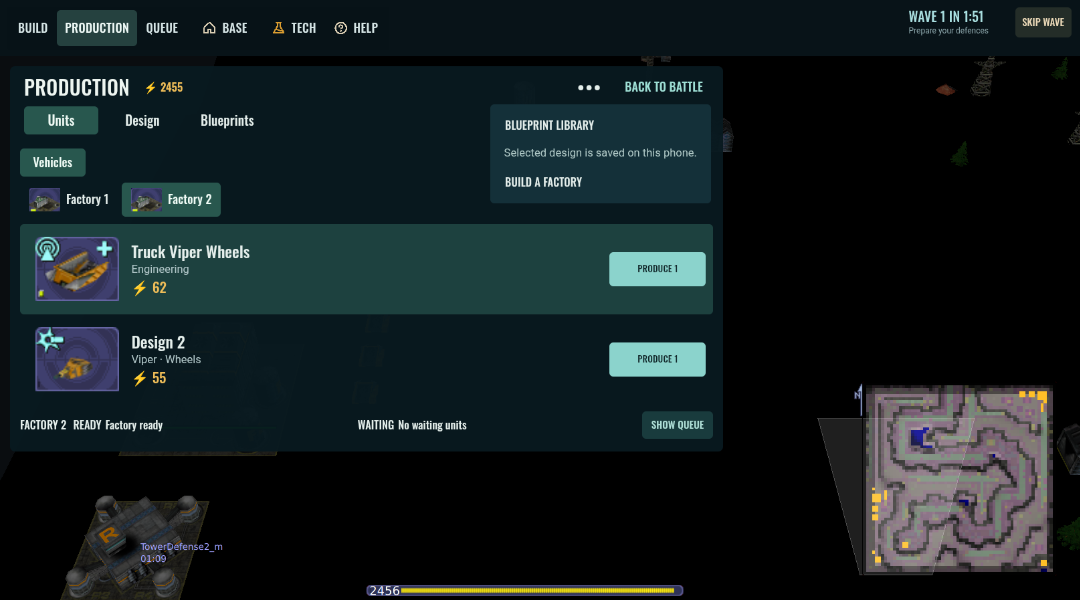 BUILD
PRODUCTION
QUEUE
BASE
TECH
HELP
WAVE 1 IN 1:51
Prepare your defences
SKIP WAVE
PRODUCTION
2455
BACK TO BATTLE
Units
Design
Blueprints
BLUEPRINT LIBRARY
Selected design is saved on this phone.
BUILD A FACTORY
Vehicles
Factory 1
Factory 2
Truck Viper Wheels
Engineering
62
PRODUCE 1
Design 2
Viper · Wheels
55
PRODUCE 1
FACTORY 2 READY Factory ready
WAITING No waiting units
SHOW QUEUE
N
R
TowerDefense2_m
01:09
2456